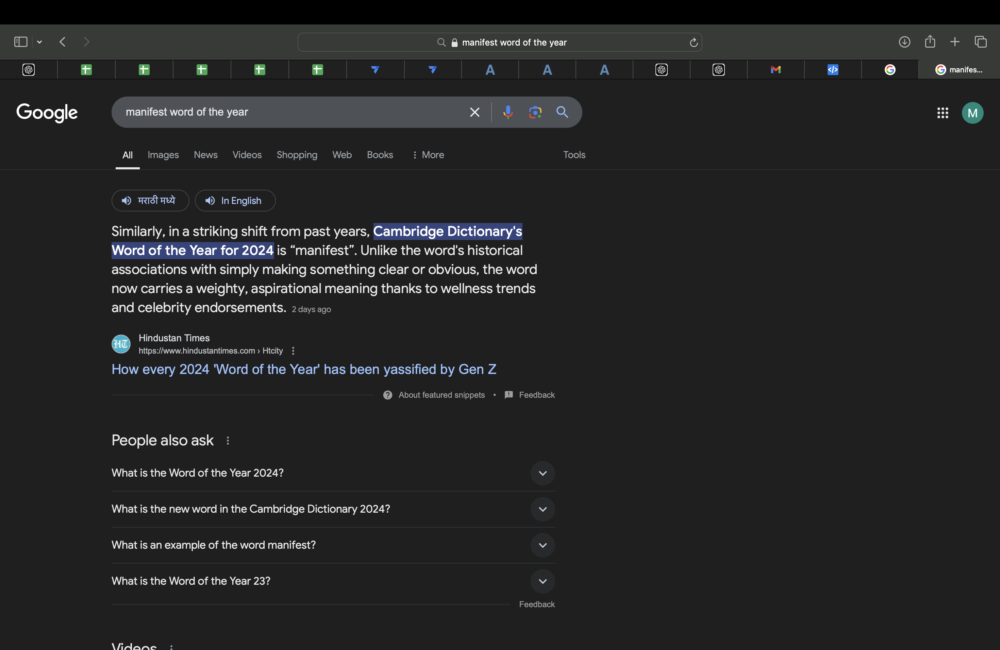 manifest word of the year
manifes...
Google
manifest word of the year
M
All Images News Videos Shopping Web Books More Tools
मराठी मध्ये In English
Similarly, in a striking shift from past years, Cambridge Dictionary's
Word of the Year for 2024 is “manifest”. Unlike the word's historical
associations with simply making something clear or obvious, the word
now carries a weighty, aspirational meaning thanks to wellness trends
and celebrity endorsements. 2 days ago
HT
Hindustan Times
https://www.hindustantimes.com › Htcity
How every 2024 'Word of the Year' has been yassified by Gen Z
About featured snippets • Feedback
People also ask
What is the Word of the Year 2024?
What is the new word in the Cambridge Dictionary 2024?
What is an example of the word manifest?
What is the Word of the Year 23?
Feedback
Videos